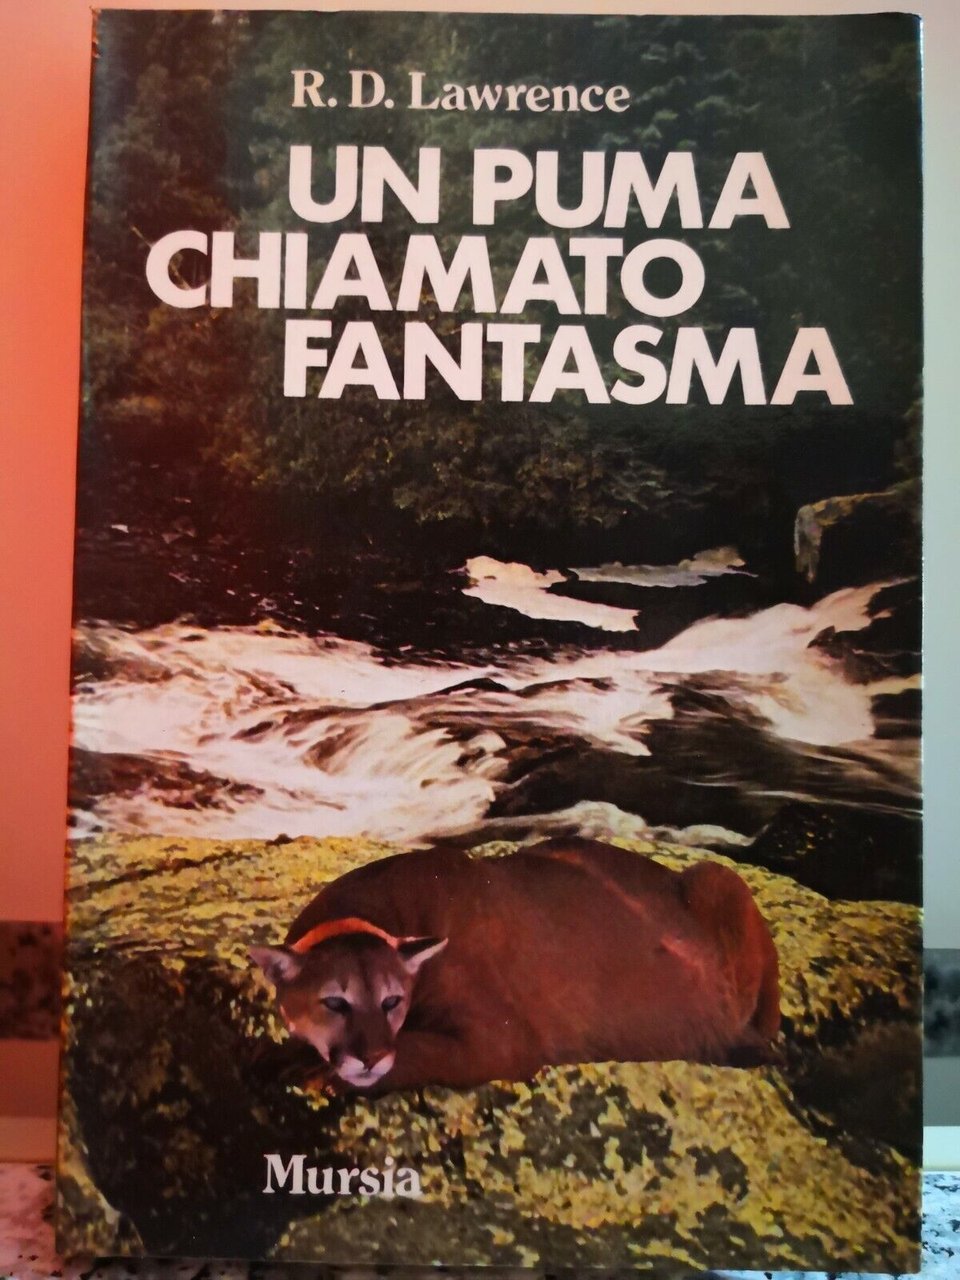 R. D. Lawrence
UN PUMA
CHIAMATO
FANTASMA
Mursia